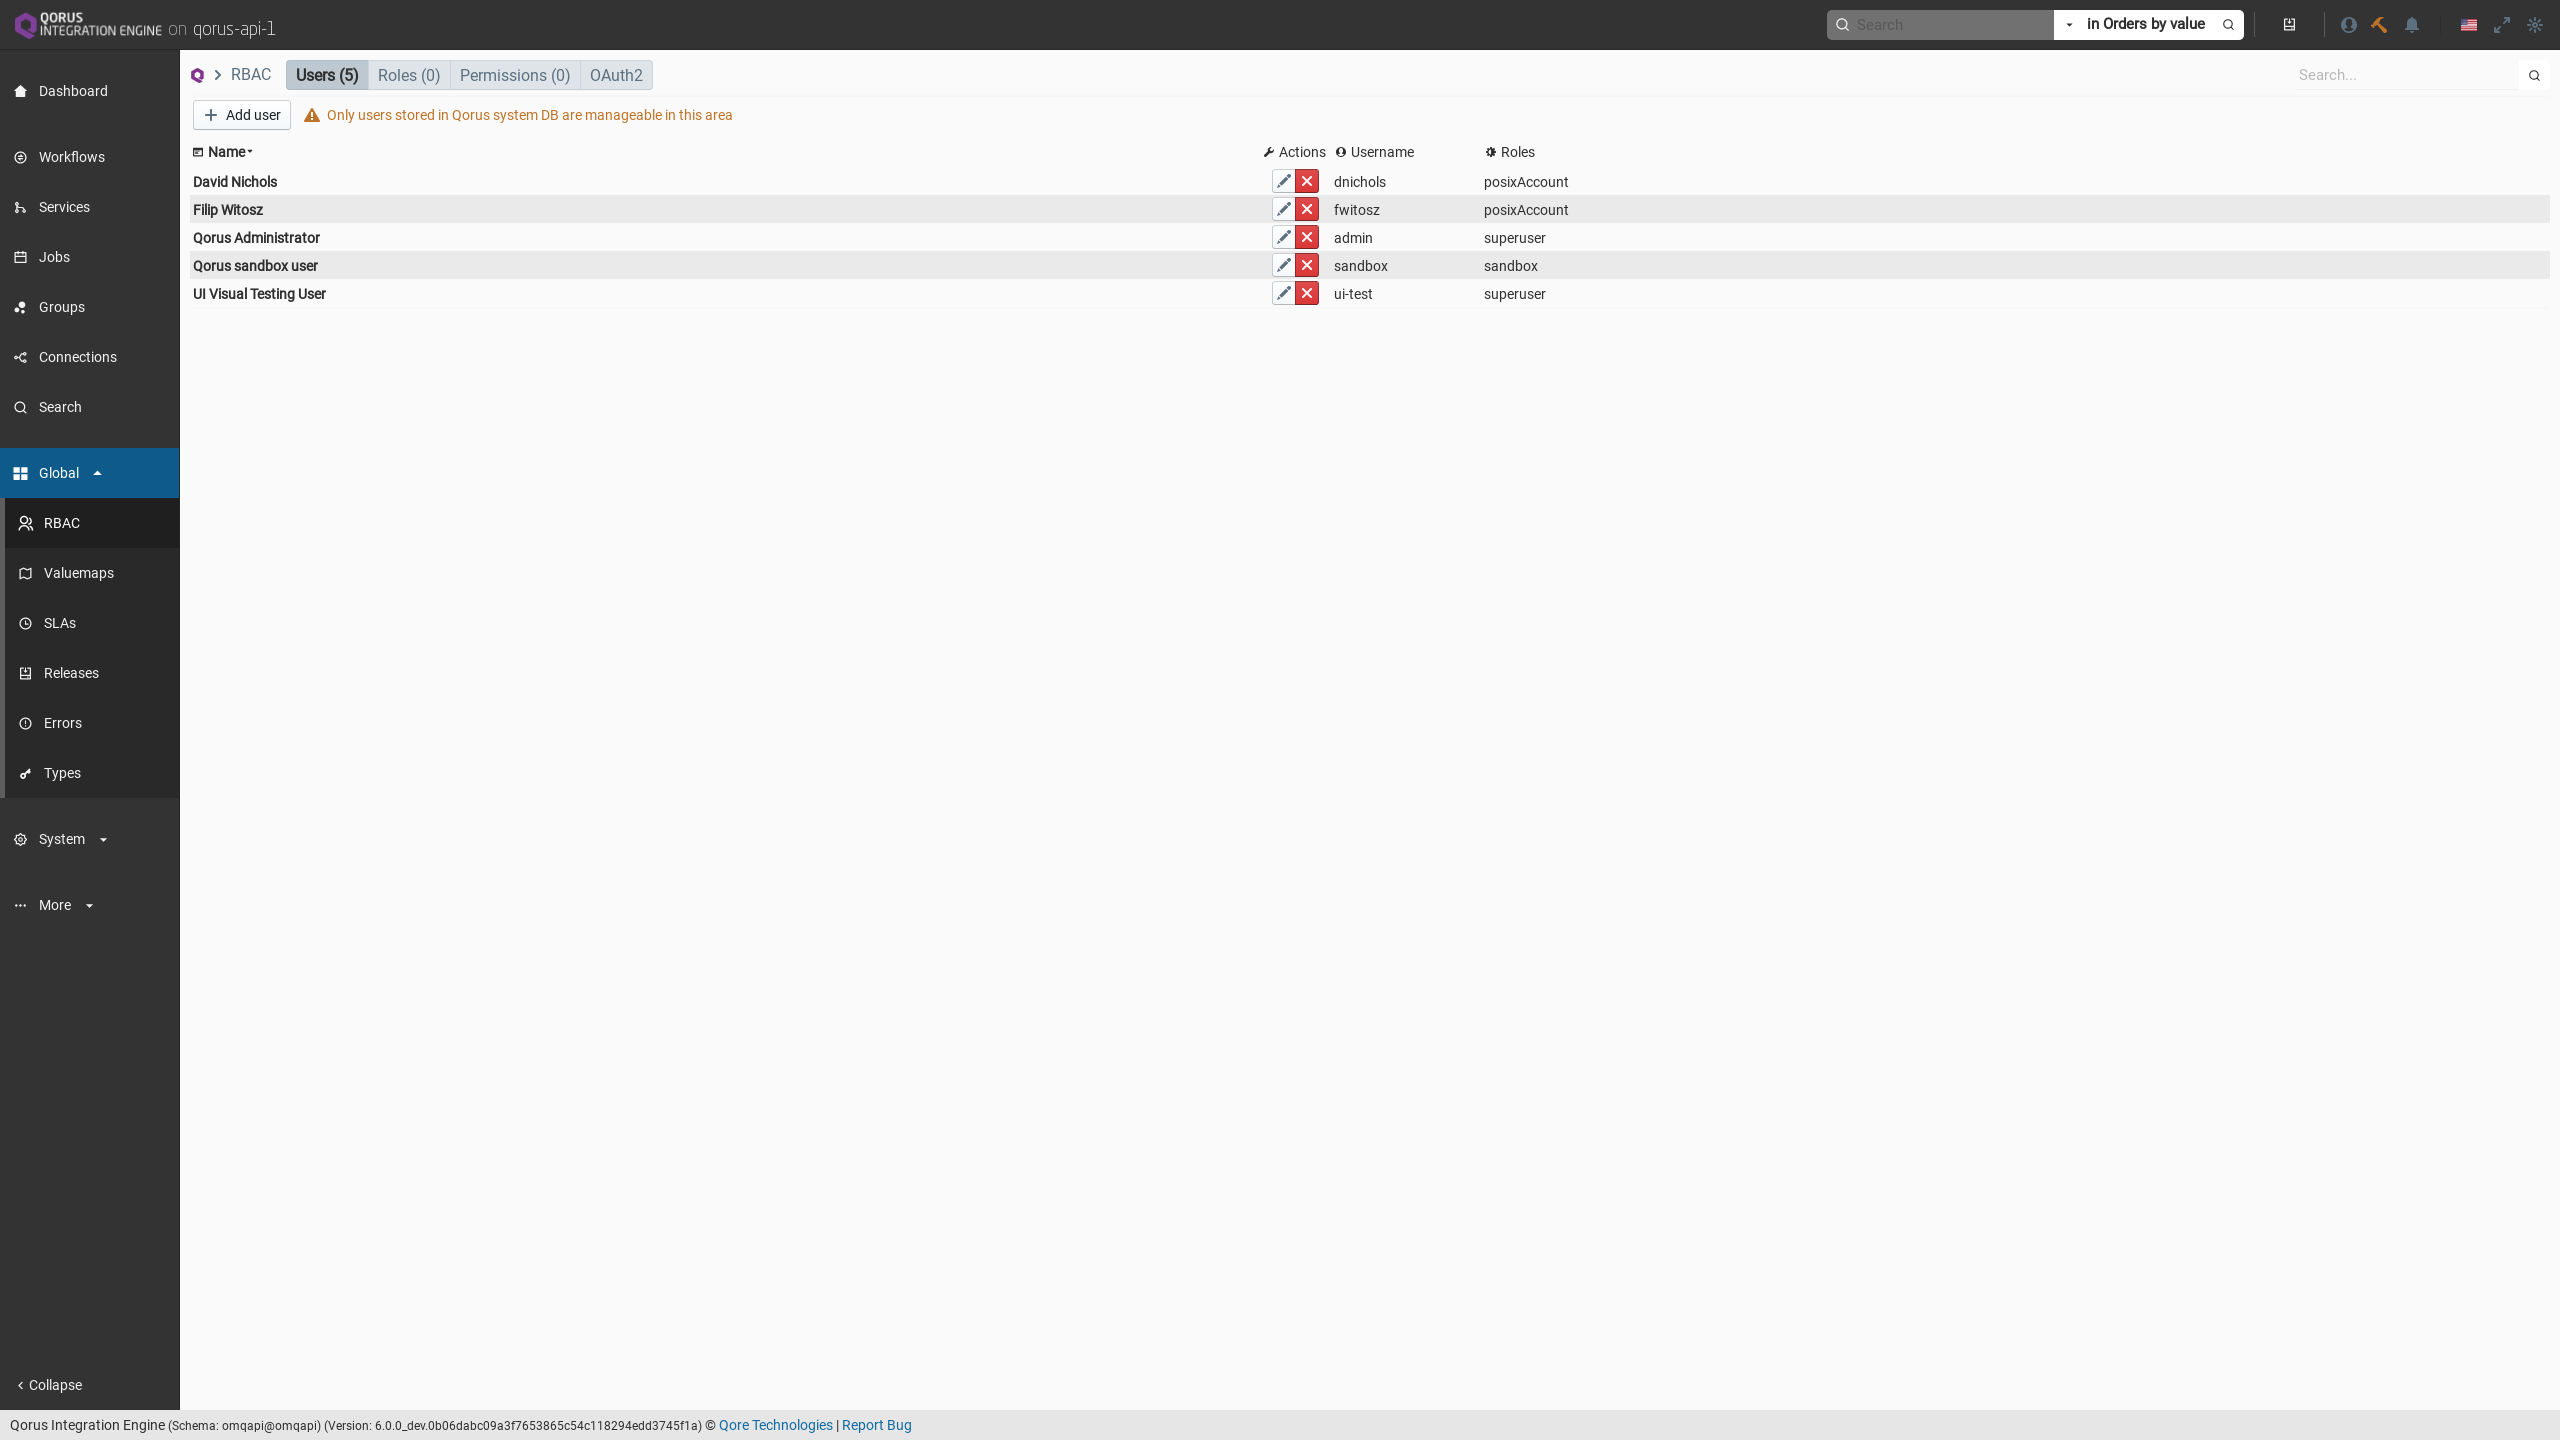 QORUS
INTEGRATION ENGINE on qorus-api-1
Search
in Orders by value
RBAC
Users (5)
Roles (0)
Permissions (0)
OAuth2
Search...
Add user
Only users stored in Qorus system DB are manageable in this area
Name
Actions
Username
Roles
David Nichols
dnichols
posixAccount
Filip Witosz
fwitosz
posixAccount
Qorus Administrator
admin
superuser
Qorus sandbox user
sandbox
sandbox
UI Visual Testing User
ui-test
superuser
Dashboard
Workflows
Services
Jobs
Groups
Connections
Search
Global
RBAC
Valuemaps
SLAs
Releases
Errors
Types
System
More
Collapse
Qorus Integration Engine (Schema: omqapi@omqapi) (Version: 6.0.0_dev.0b06dabc09a3f7653865c54c118294edd3745f1a) © Qore Technologies | Report Bug